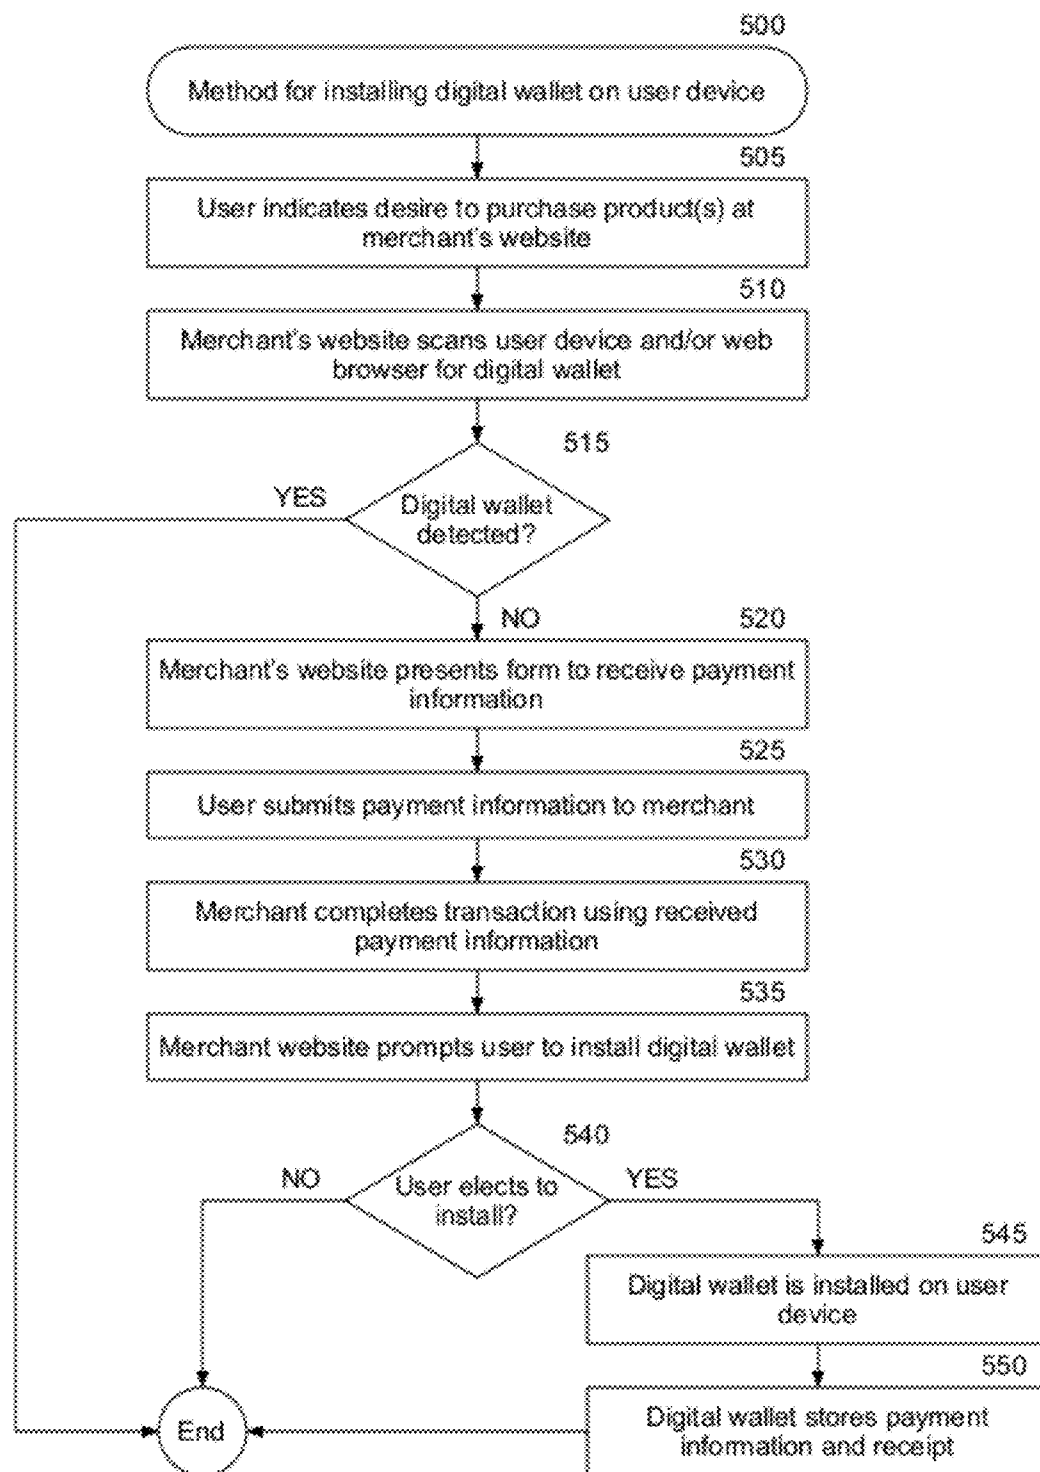 500
Method for installing digital wallet on user device
505
User indicates desire to purchase product(s) at
merchant's website
510
Merchant's website scans user device and/or web
browser for digital wallet
515
YES
Digital wallet
detected?
NO
520
Merchant's website presents form to receive payment
information
525
User submits payment information to merchant
530
Merchant completes transaction using received
payment information
535
Merchant website prompts user to install digital wallet
540
NO
User elects to
install?
YES
545
Digital wallet is installed on user
device
550
Digital wallet stores payment
information and receipt
End